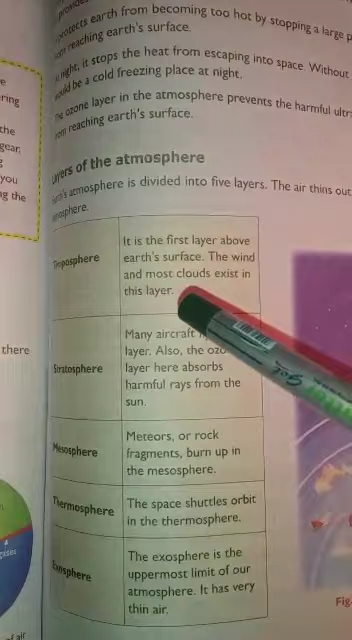 provides
protects earth from becoming too hot by stopping a large
reaching earth's surface.
night, it stops the heat from escaping into space. Without
would be a cold freezing place at night.
ozone layer in the atmosphere prevents the harmful
from reaching earth's surface.
Layers of the atmosphere
atmosphere is divided into five layers. The air thins out
Troposphere
It is the first layer above
earth's surface. The wind
and most clouds exist in
this layer.
Stratosphere
Many aircraft
layer. Also, the
layer here absorbs
harmful rays from the
sun.
Mesosphere
Meteors, or rock
fragments, burn up in
the mesosphere.
Thermosphere
The space shuttles orbit
in the thermosphere.
Exosphere
The exosphere is the
uppermost limit of our
atmosphere. It has very
thin air.
the
gear,
you
the
there
of air
Fig.